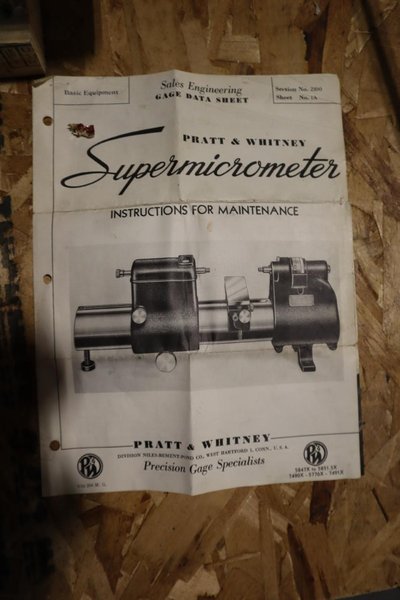 Basic Equipment
Sales Engineering
GAGE DATA SHEET
Section No. 2100
Sheet No. 1A
PRATT & WHITNEY
Supermicrometer
INSTRUCTIONS FOR MAINTENANCE
PRATT & WHITNEY
DIVISION NILES-BEMENT-POND CO., WEST HARTFORD 1, CONN., U. S. A.
Precision Gage Specialists